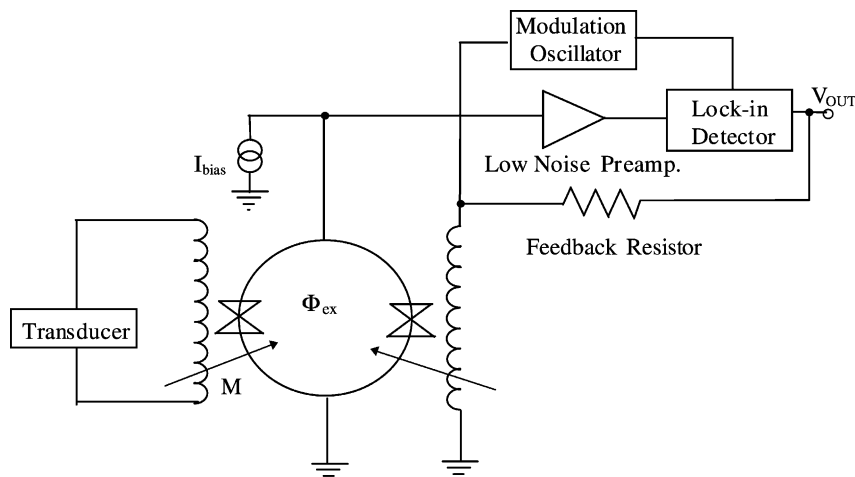 Modulation
Oscillator
V_OUT
Lock-in
Detector
I_bias
Low Noise Preamp.
Feedback Resistor
Φ_ex
Transducer
M